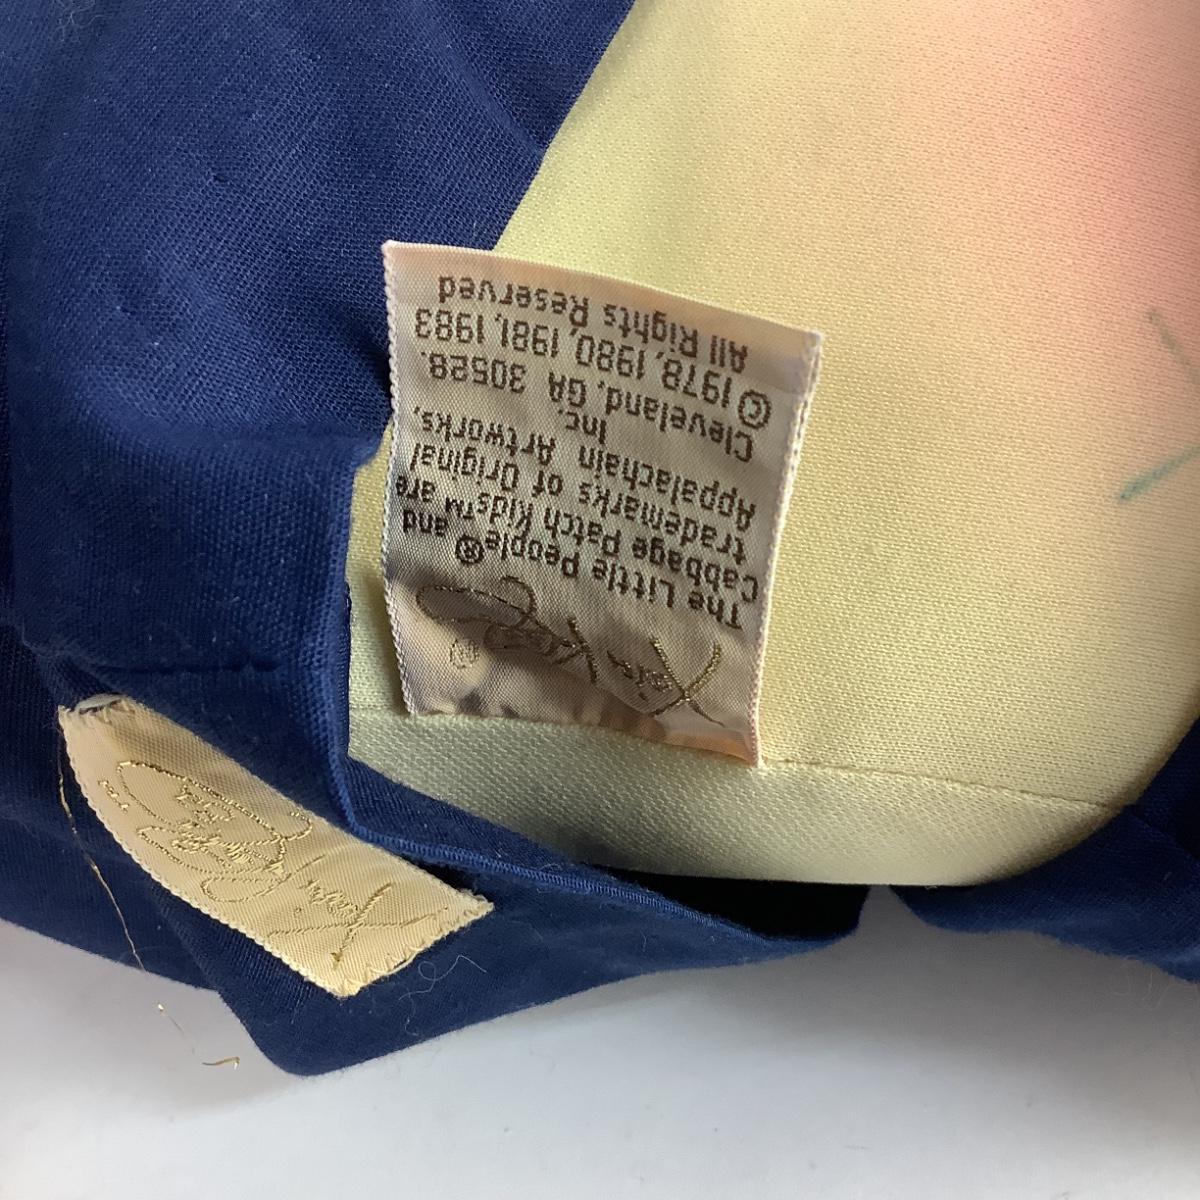 The Little People® and
Cabbage Patch Kids™ are
trademarks of Original
Appalachain Artworks,
Inc.
Cleveland, GA 30528.
©1978, 1980, 1981, 1983
All Rights Reserved